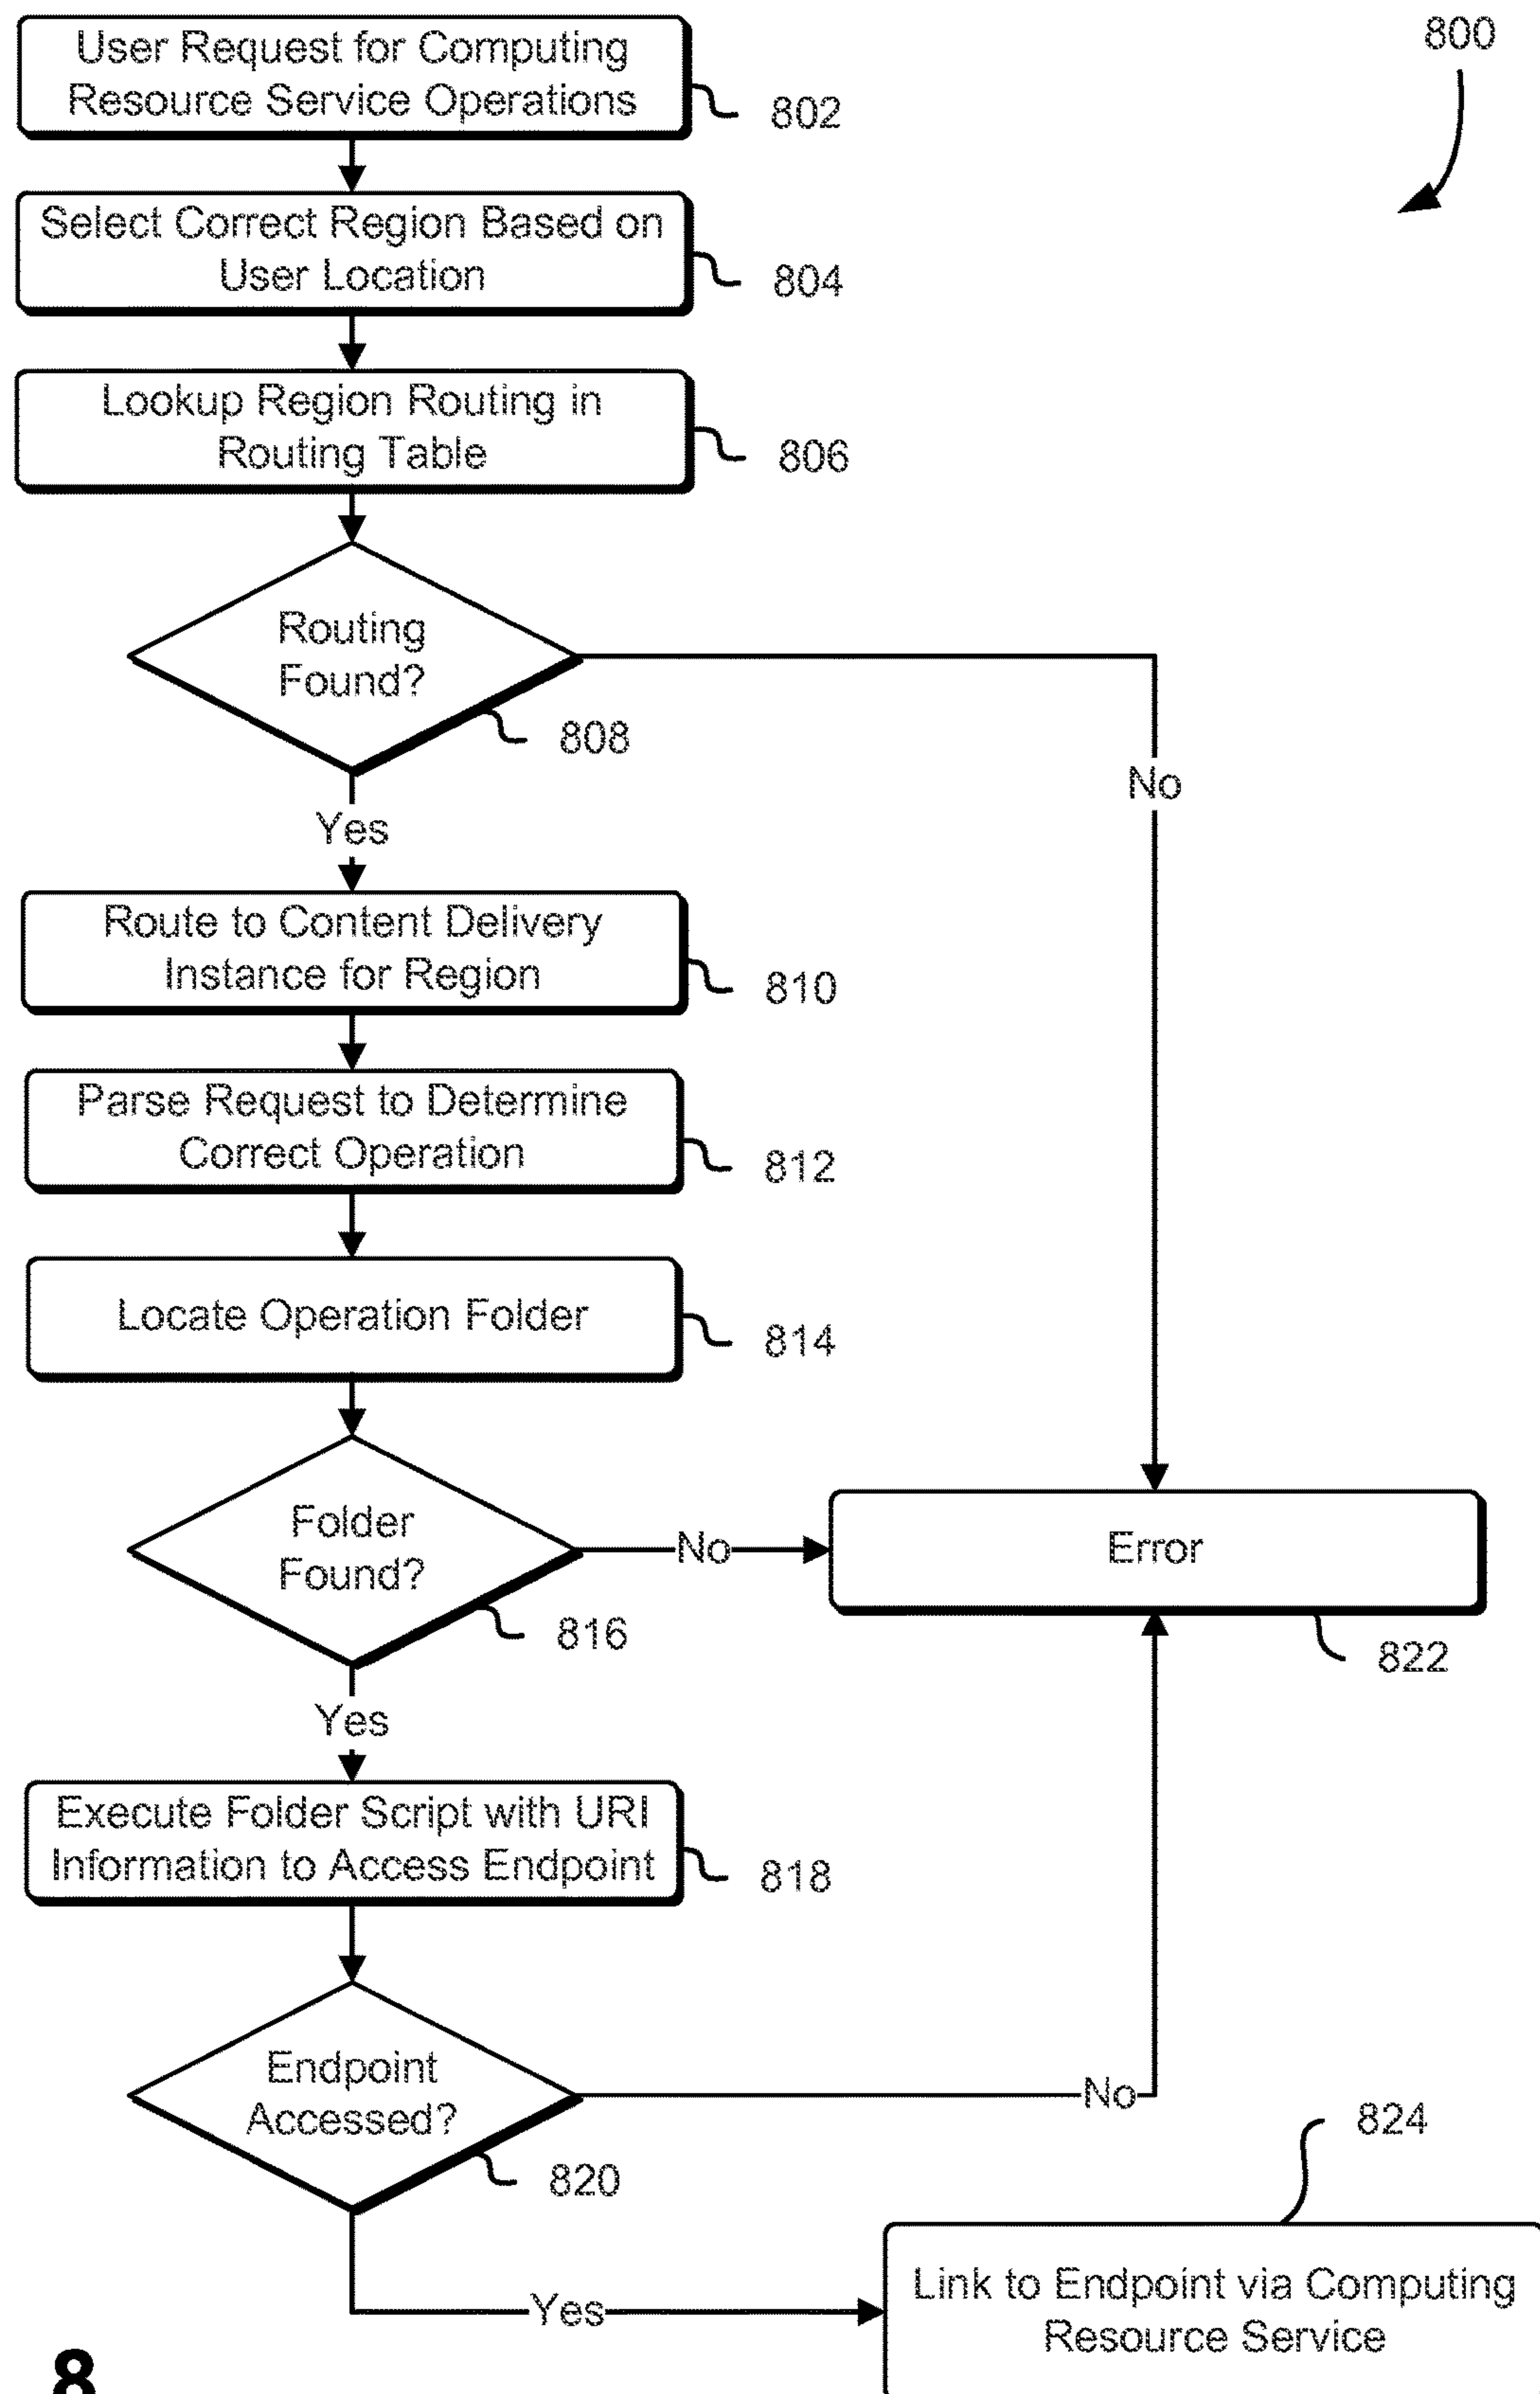 User Request for Computing
Resource Service Operations
802
800
Select Correct Region Based on
User Location
804
Lookup Region Routing in
Routing Table
806
Routing
Found?
808
No
Yes
Route to Content Delivery
Instance for Region
810
Parse Request to Determine
Correct Operation
812
Locate Operation Folder
814
Folder
Found?
816
No
Error
822
Yes
Execute Folder Script with URI
Information to Access Endpoint
818
Endpoint
Accessed?
820
No
824
Yes
Link to Endpoint via Computing
Resource Service
8